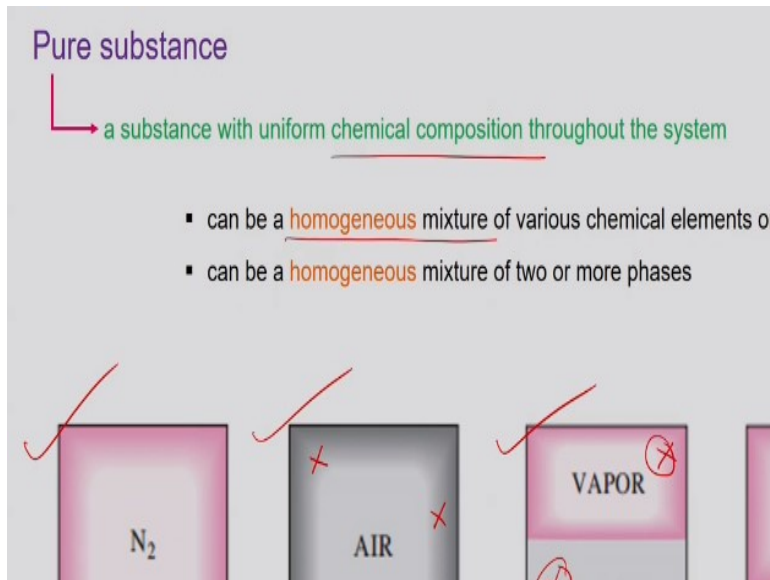 Pure substance
a substance with uniform chemical composition throughout the system
▪ can be a homogeneous mixture of various chemical elements o
▪ can be a homogeneous mixture of two or more phases
VAPOR
N₂
AIR